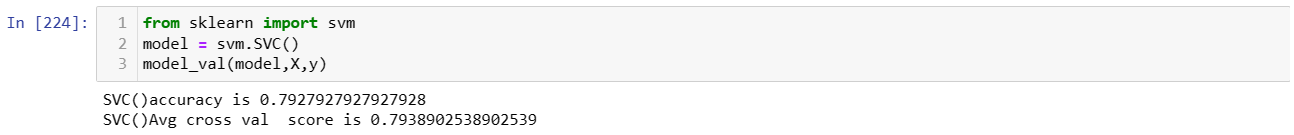 In [224]: 1 from sklearn import svm
2 model = svm.SVC()
3 model_val(model,X,y)
SVC()accuracy is 0.7927927927927928
SVC()Avg cross val  score is 0.7938902538902539